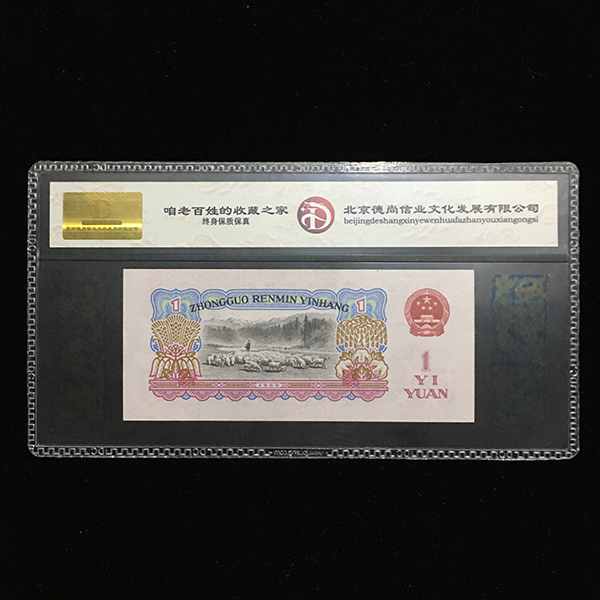 咱老百姓的收藏之家
终身保质保真
北京德尚信业文化发展有限公司
beijingdeshangxinyewenhuafazhanyouxiangongsi
ZHONGGUO RENMIN YINHANG
1
1
1960
1
YI
YUAN